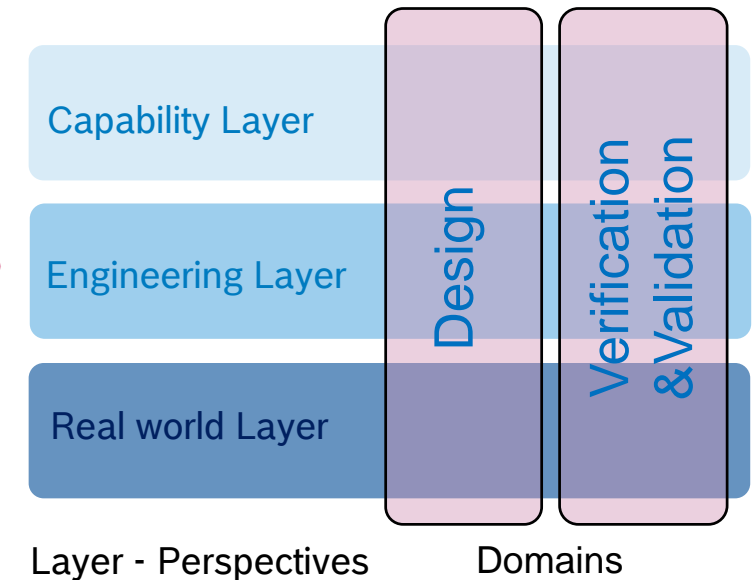 Capability Layer
Engineering Layer
Real world Layer
Design
Verification
&Validation
Layer - Perspectives
Domains